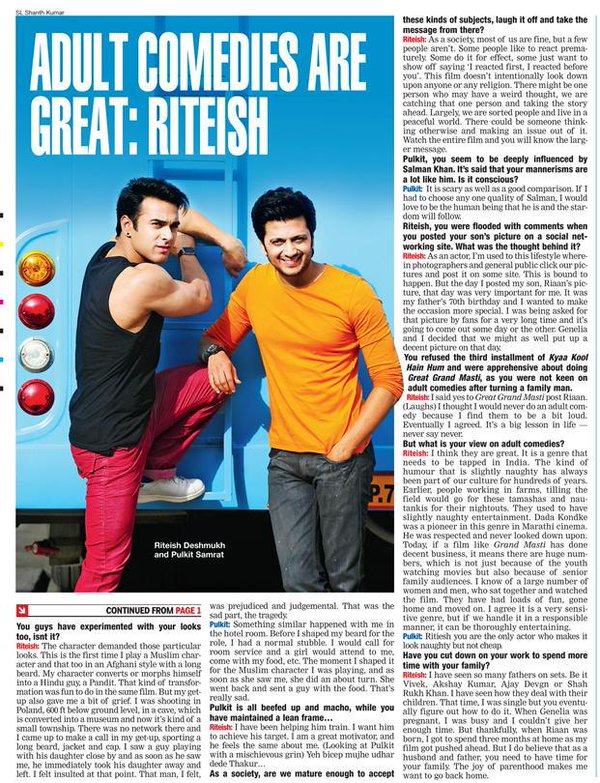 SL Shanth Kumar
ADULT COMEDIES ARE
GREAT: RITEISH
P.7
Riteish Deshmukh
and Pulkit Samrat
CONTINUED FROM PAGE 1
You guys have experimented with your looks
too, isnt it?
Riteish: The character demanded those particular
looks. This is the first time I play a Muslim char-
acter and that too in an Afghani style with a long
beard. My character converts or morphs himself
into a Hindu guy, a Pandit. That kind of transfor-
mation was fun to do in the same film. But my get-
up also gave me a bit of grief. I was shooting in
Poland, 600 ft below ground level, in a cave, which
is converted into a museum and now it's kind of a
small township. There was no network there and
I came up to make a call in my get-up, sporting a
long beard, jacket and cap. I saw a guy playing
with his daughter close by and as soon as he saw
me, he immediately took his daughter away and
left. I felt insulted at that point. That man, I felt,
was prejudiced and judgemental. That was the
sad part, the tragedy.
Pulkit: Something similar happened with me in
the hotel room. Before I shaped my beard for the
role, I had a normal stubble. I would call for
room service and a girl would attend to me,
come with my food, etc. The moment I shaped it
for the Muslim character I was playing, and as
soon as she saw me, she did an about turn. She
went back and sent a guy with the food. That's
really sad.
Pulkit is all beefed up and macho, while you
have maintained a lean frame...
Riteish: I have been helping him train. I want him
to achieve his target. I am a great motivator, and
he feels the same about me. (Looking at Pulkit
with a mischievous grin) Yeh bicep mujhe udhar
dede Thakur...
As a society, are we mature enough to accept
these kinds of subjects, laugh it off and take the
message from there?
Riteish: As a society, most of us are fine, but a few
people aren't. Some people like to react prema-
turely. Some do it for effect, some just want to
show off saying 'I reacted first, I reacted before
you'. This film doesn't intentionally look down
upon anyone or any religion. There might be one
person who may have a weird thought, we are
catching that one person and taking the story
ahead. Largely, we are sorted people and live in a
peaceful world. There could be someone think-
ing otherwise and making an issue out of it.
Watch the entire film and you will know the larg-
er message.
Pulkit, you seem to be deeply influenced by
Salman Khan. It's said that your mannerisms are
a lot like him. Is it conscious?
Pulkit: It is scary as well as a good comparison. If I
had to choose any one quality of Salman, I would
love to be the human being that he is and the star-
dom will follow.
Riteish, you were flooded with comments when
you posted your son's picture on a social net-
working site. What was the thought behind it?
Riteish: As an actor, I'm used to this lifestyle where-
in photographers and general public click our pic-
tures and post it on some site. This is bound to
happen. But the day I posted my son, Riaan's pic-
ture, that day was very important for me. It was
my father's 70th birthday and I wanted to make
the occasion more special. I was being asked for
that picture by fans for a very long time and it's
going to come out some day or the other. Genelia
and I decided that we might as well put up a
decent picture on that day.
You refused the third installment of Kyaa Kool
Hain Hum and were apprehensive about doing
Great Grand Masti, as you were not keen on
adult comedies after turning a family man.
Riteish: I said yes to Great Grand Masti post Riaan.
(Laughs) I thought I would never do an adult com-
edy because I find them to be a bit loud.
Eventually I agreed. It's a big lesson in life —
never say never.
But what is your view on adult comedies?
Riteish: I think they are great. It is a genre that
needs to be tapped in India. The kind of
humour that is slightly naughty has always
been part of our culture for hundreds of years.
Earlier, people working in farms, tilling the
field would go for these tamashas and nau-
tankis for their nightouts. They used to have
slightly naughty entertainment. Dada Kondke
was a pioneer in this genre in Marathi cinema.
He was respected and never looked down upon.
Today, if a film like Grand Masti has done
decent business, it means there are huge num-
bers, which is not just because of the youth
watching movies but also because of senior
family audiences. I know of a large number of
women and men, who sat together and watched
the film. They have had loads of fun, gone
home and moved on. I agree it is a very sensi-
tive genre, but if we handle it in a responsible
manner, it can be thoroughly entertaining.
Pulkit: Ritiesh you are the only actor who makes it
look naughty but not cheap.
Have you cut down on your work to spend more
time with your family?
Riteish: I have seen so many fathers on sets. Be it
Vivek, Akshay Kumar, Ajay Devgn or Shah
Rukh Khan. I have seen how they deal with their
children. That time, I was single but you eventu-
ally figure out how to do it. When Genelia was
pregnant, I was busy and I couldn't give her
enough time. But thankfully, when Riaan was
born, I got to spend three months at home as my
film got pushed ahead. But I do believe that as a
husband and father, you need to have time for
your family. The joy of parenthood makes me
want to go back home.